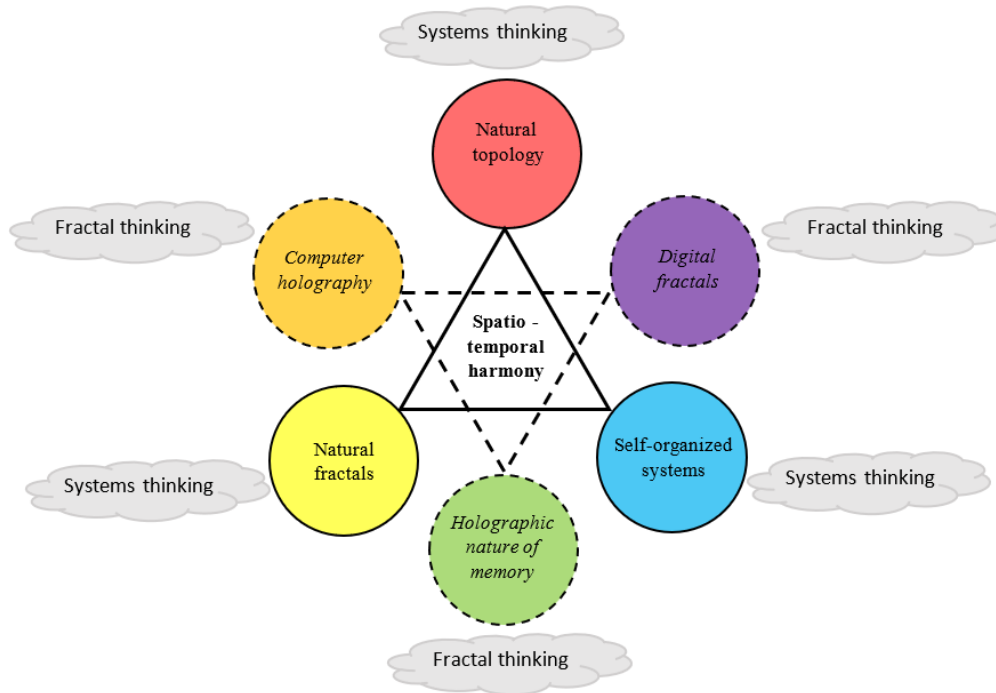 Systems thinking
Natural
topology
Fractal thinking
Fractal thinking
Computer
holography
Digital
fractals
Spatio -
temporal
harmony
Natural
fractals
Self-organized
systems
Systems thinking
Systems thinking
Holographic
nature of
memory
Fractal thinking